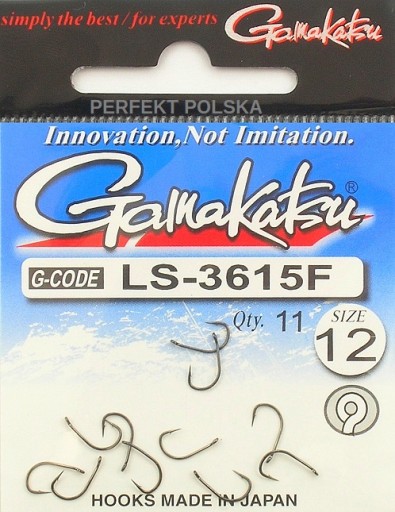 simply the best / for experts
Gamakatsu
PERFEKT POLSKA
Innovation, Not Imitation.
Gamakatsu®
G-CODE LS-3615F
Qty. 11 SIZE
12
HOOKS MADE IN JAPAN